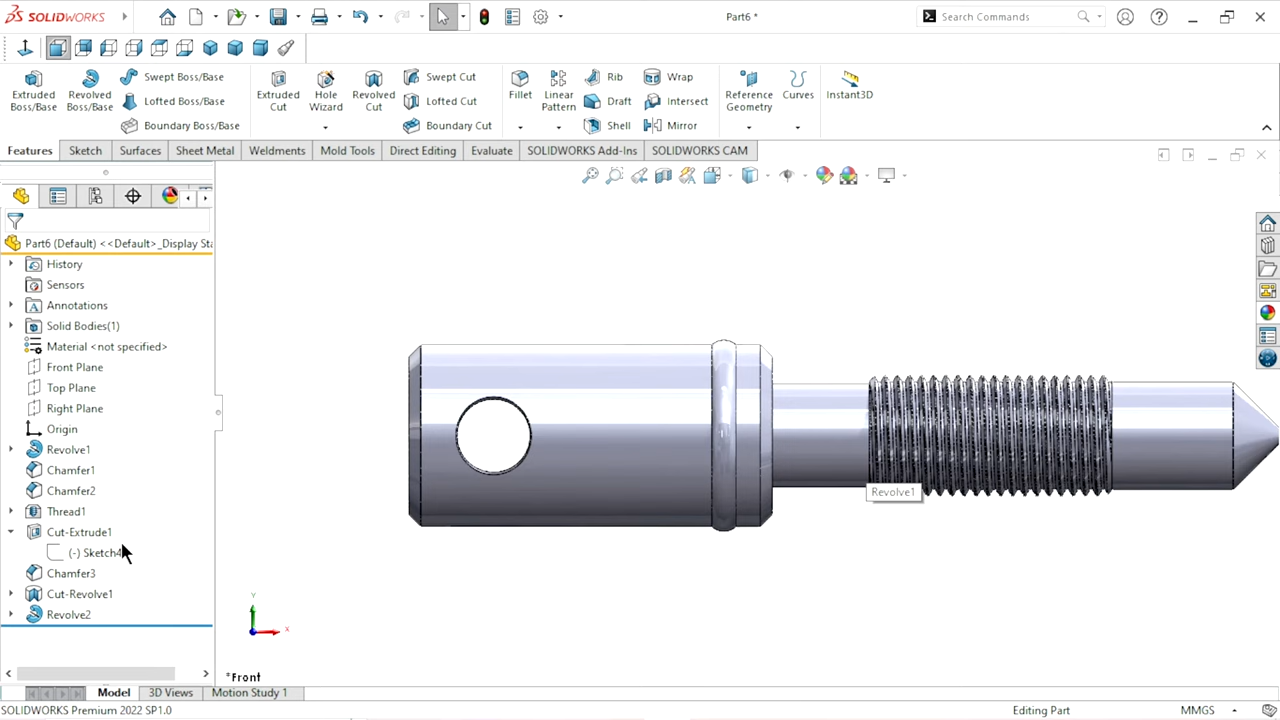 SOLIDWORKS
Part6 *
Search Commands
Extruded Boss/Base
Revolved Boss/Base
Swept Boss/Base
Lofted Boss/Base
Boundary Boss/Base
Extruded Cut
Hole Wizard
Revolved Cut
Swept Cut
Lofted Cut
Boundary Cut
Fillet
Linear Pattern
Rib
Draft
Shell
Wrap
Intersect
Mirror
Reference Geometry
Curves
Instant3D
Features
Sketch
Surfaces
Sheet Metal
Weldments
Mold Tools
Direct Editing
Evaluate
SOLIDWORKS Add-Ins
SOLIDWORKS CAM
Part6 (Default) <<Default>_Display Sta
History
Sensors
Annotations
Solid Bodies(1)
Material <not specified>
Front Plane
Top Plane
Right Plane
Origin
Revolve1
Chamfer1
Chamfer2
Thread1
Cut-Extrude1
(-) Sketch4
Chamfer3
Cut-Revolve1
Revolve2
Revolve1
Y
X
*Front
Model
3D Views
Motion Study 1
SOLIDWORKS Premium 2022 SP1.0
Editing Part
MMGS